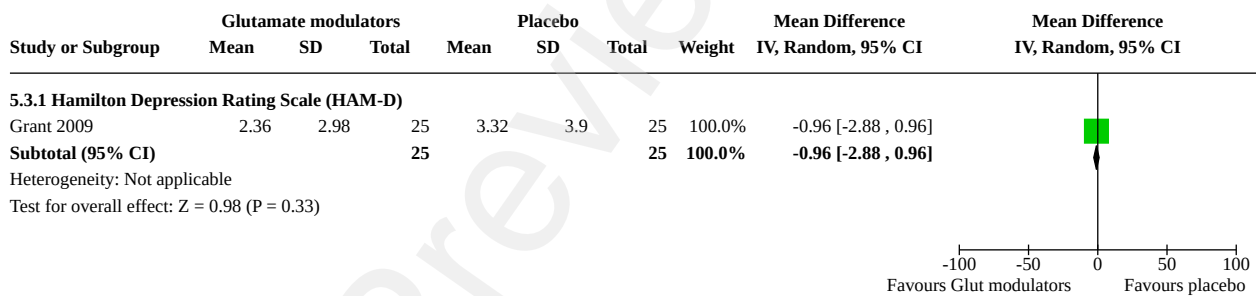 Glutamate modulators Placebo Mean Difference Mean Difference
Study or Subgroup Mean SD Total Mean SD Total Weight IV, Random, 95% CI IV, Random, 95% CI
5.3.1 Hamilton Depression Rating Scale (HAM-D)
Grant 2009 2.36 2.98 25 3.32 3.9 25 100.0% -0.96 [-2.88 , 0.96]
Subtotal (95% CI) 25 25 100.0% -0.96 [-2.88 , 0.96]
Heterogeneity: Not applicable
Test for overall effect: Z = 0.98 (P = 0.33)
-100 -50 0 50 100
Favours Glut modulators Favours placebo